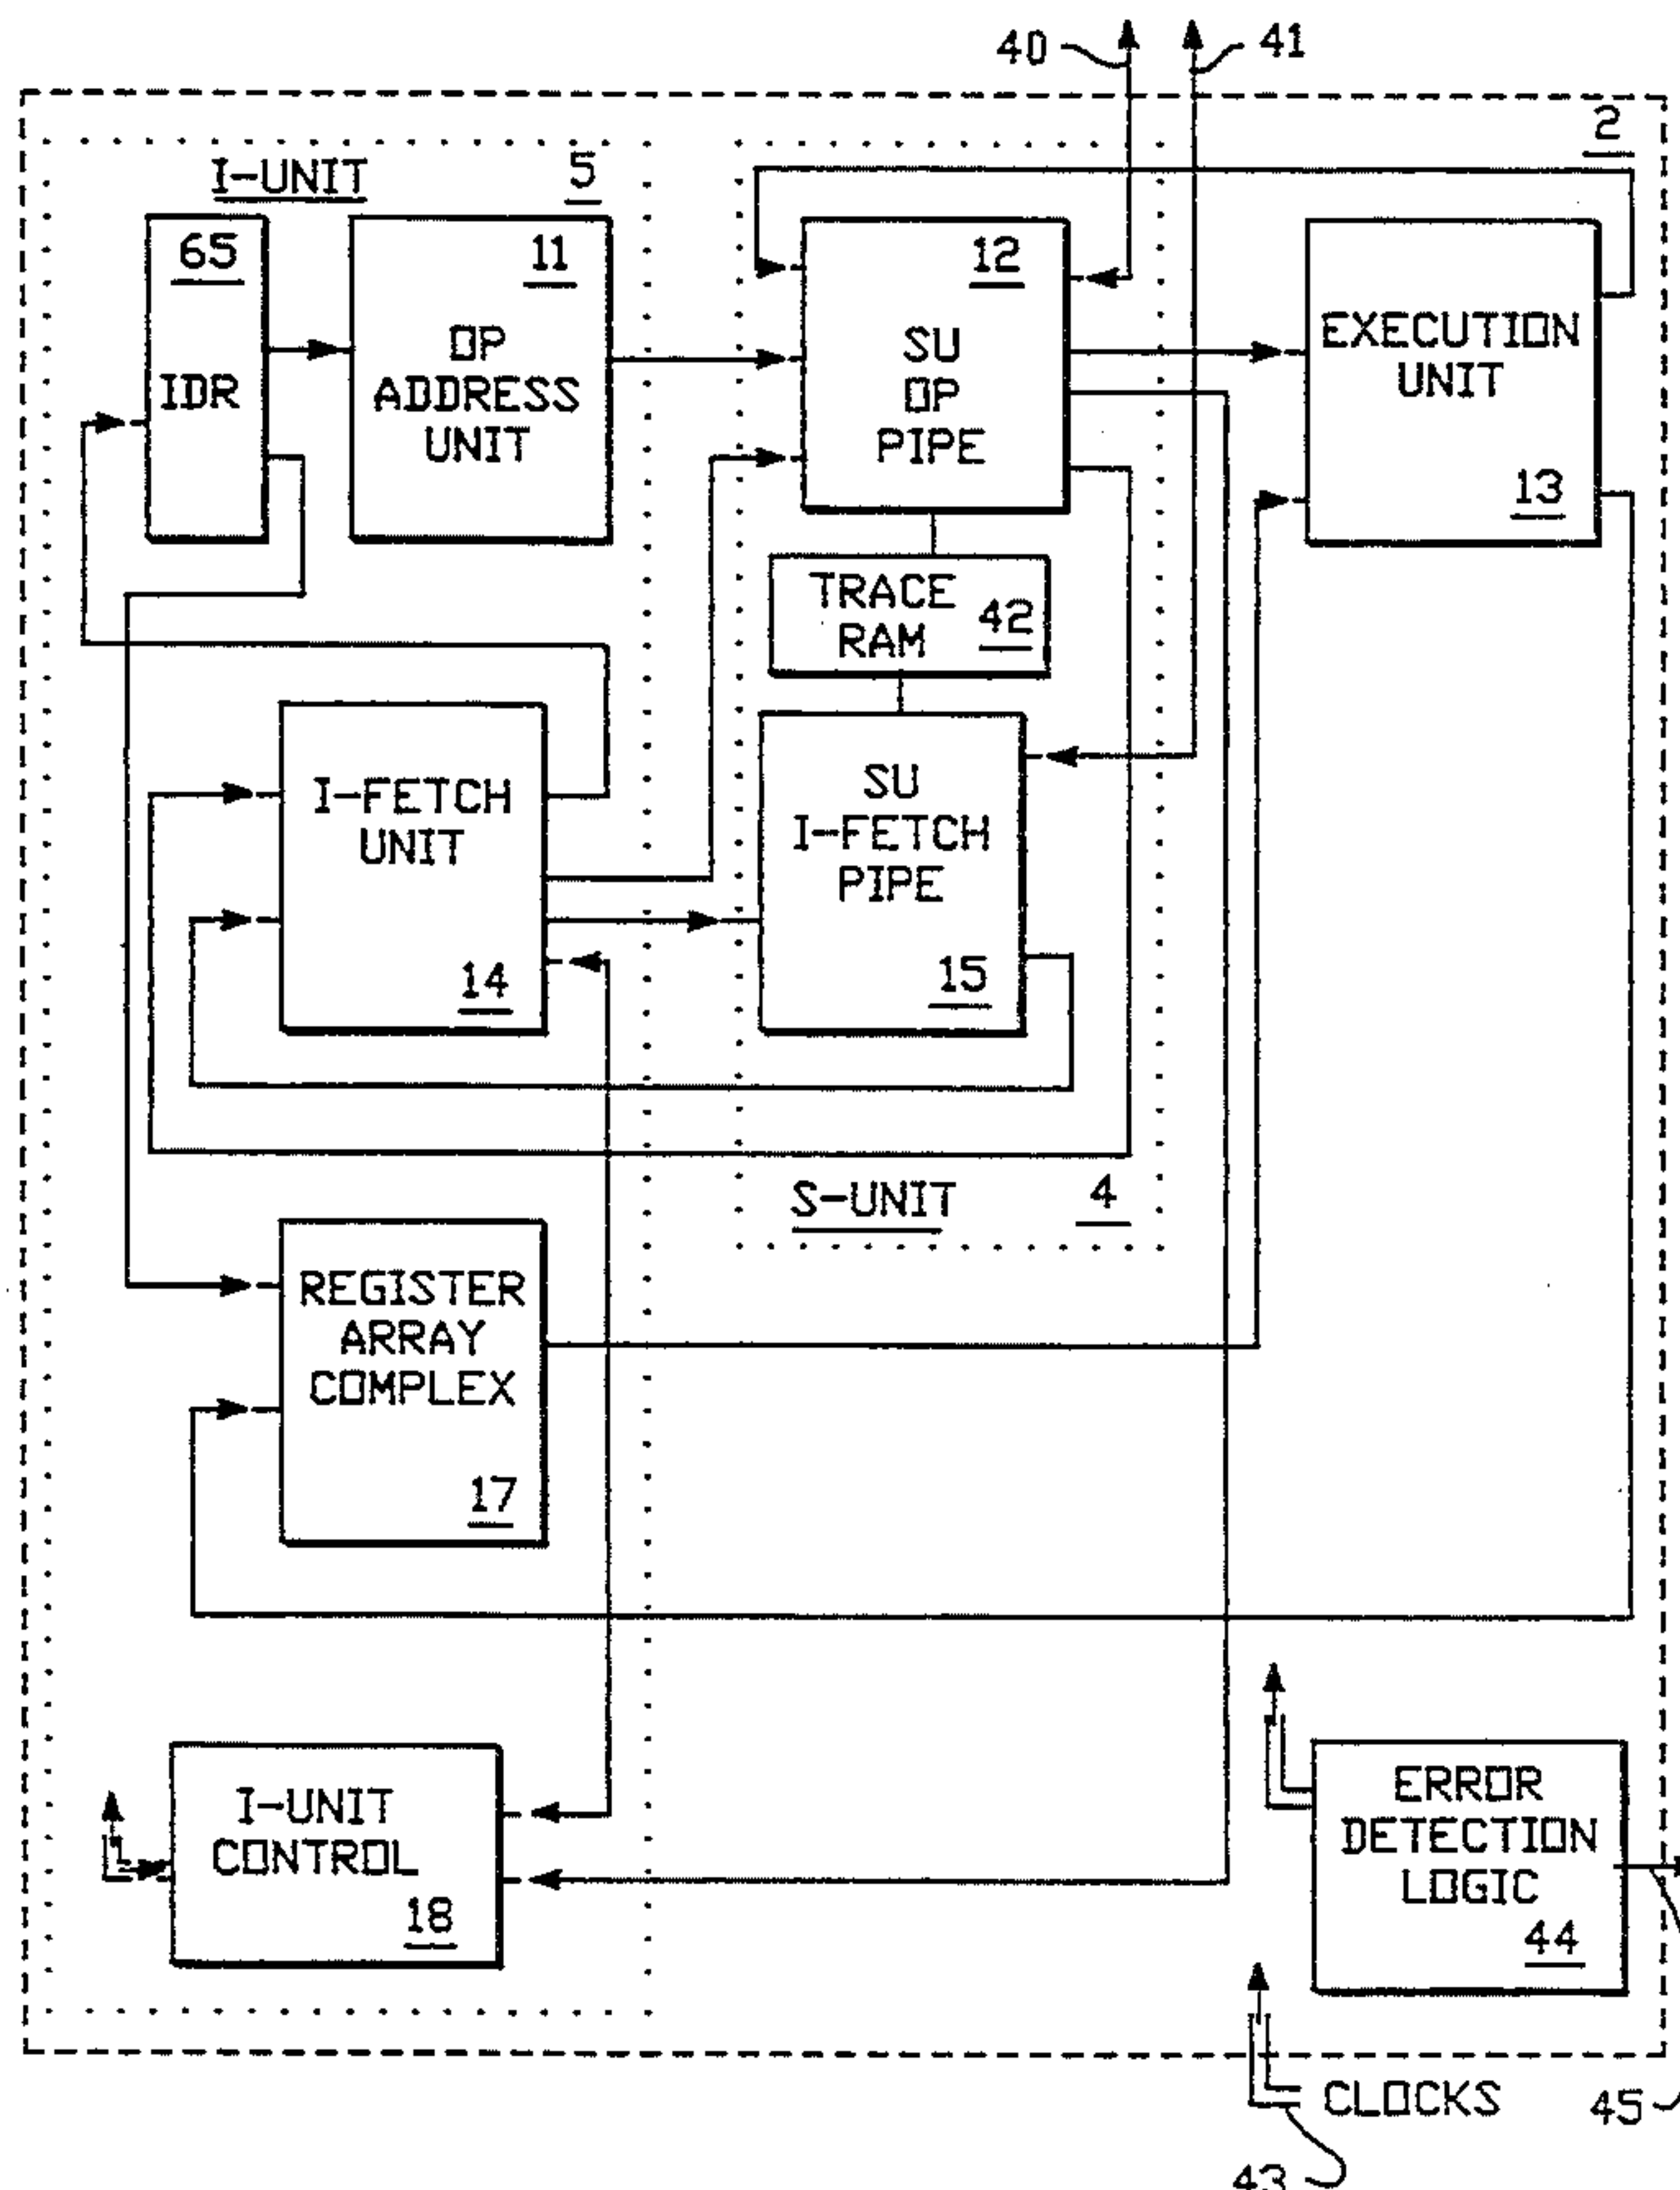 40
41
2
I-UNIT
5
65
IDR
11
OP
ADDRESS
UNIT
12
SU
OP
PIPE
EXECUTION
UNIT
13
TRACE
RAM
42
I-FETCH
UNIT
14
SU
I-FETCH
PIPE
15
S-UNIT
4
REGISTER
ARRAY
COMPLEX
17
I-UNIT
CONTROL
18
ERROR
DETECTION
LOGIC
44
CLOCKS
45
43